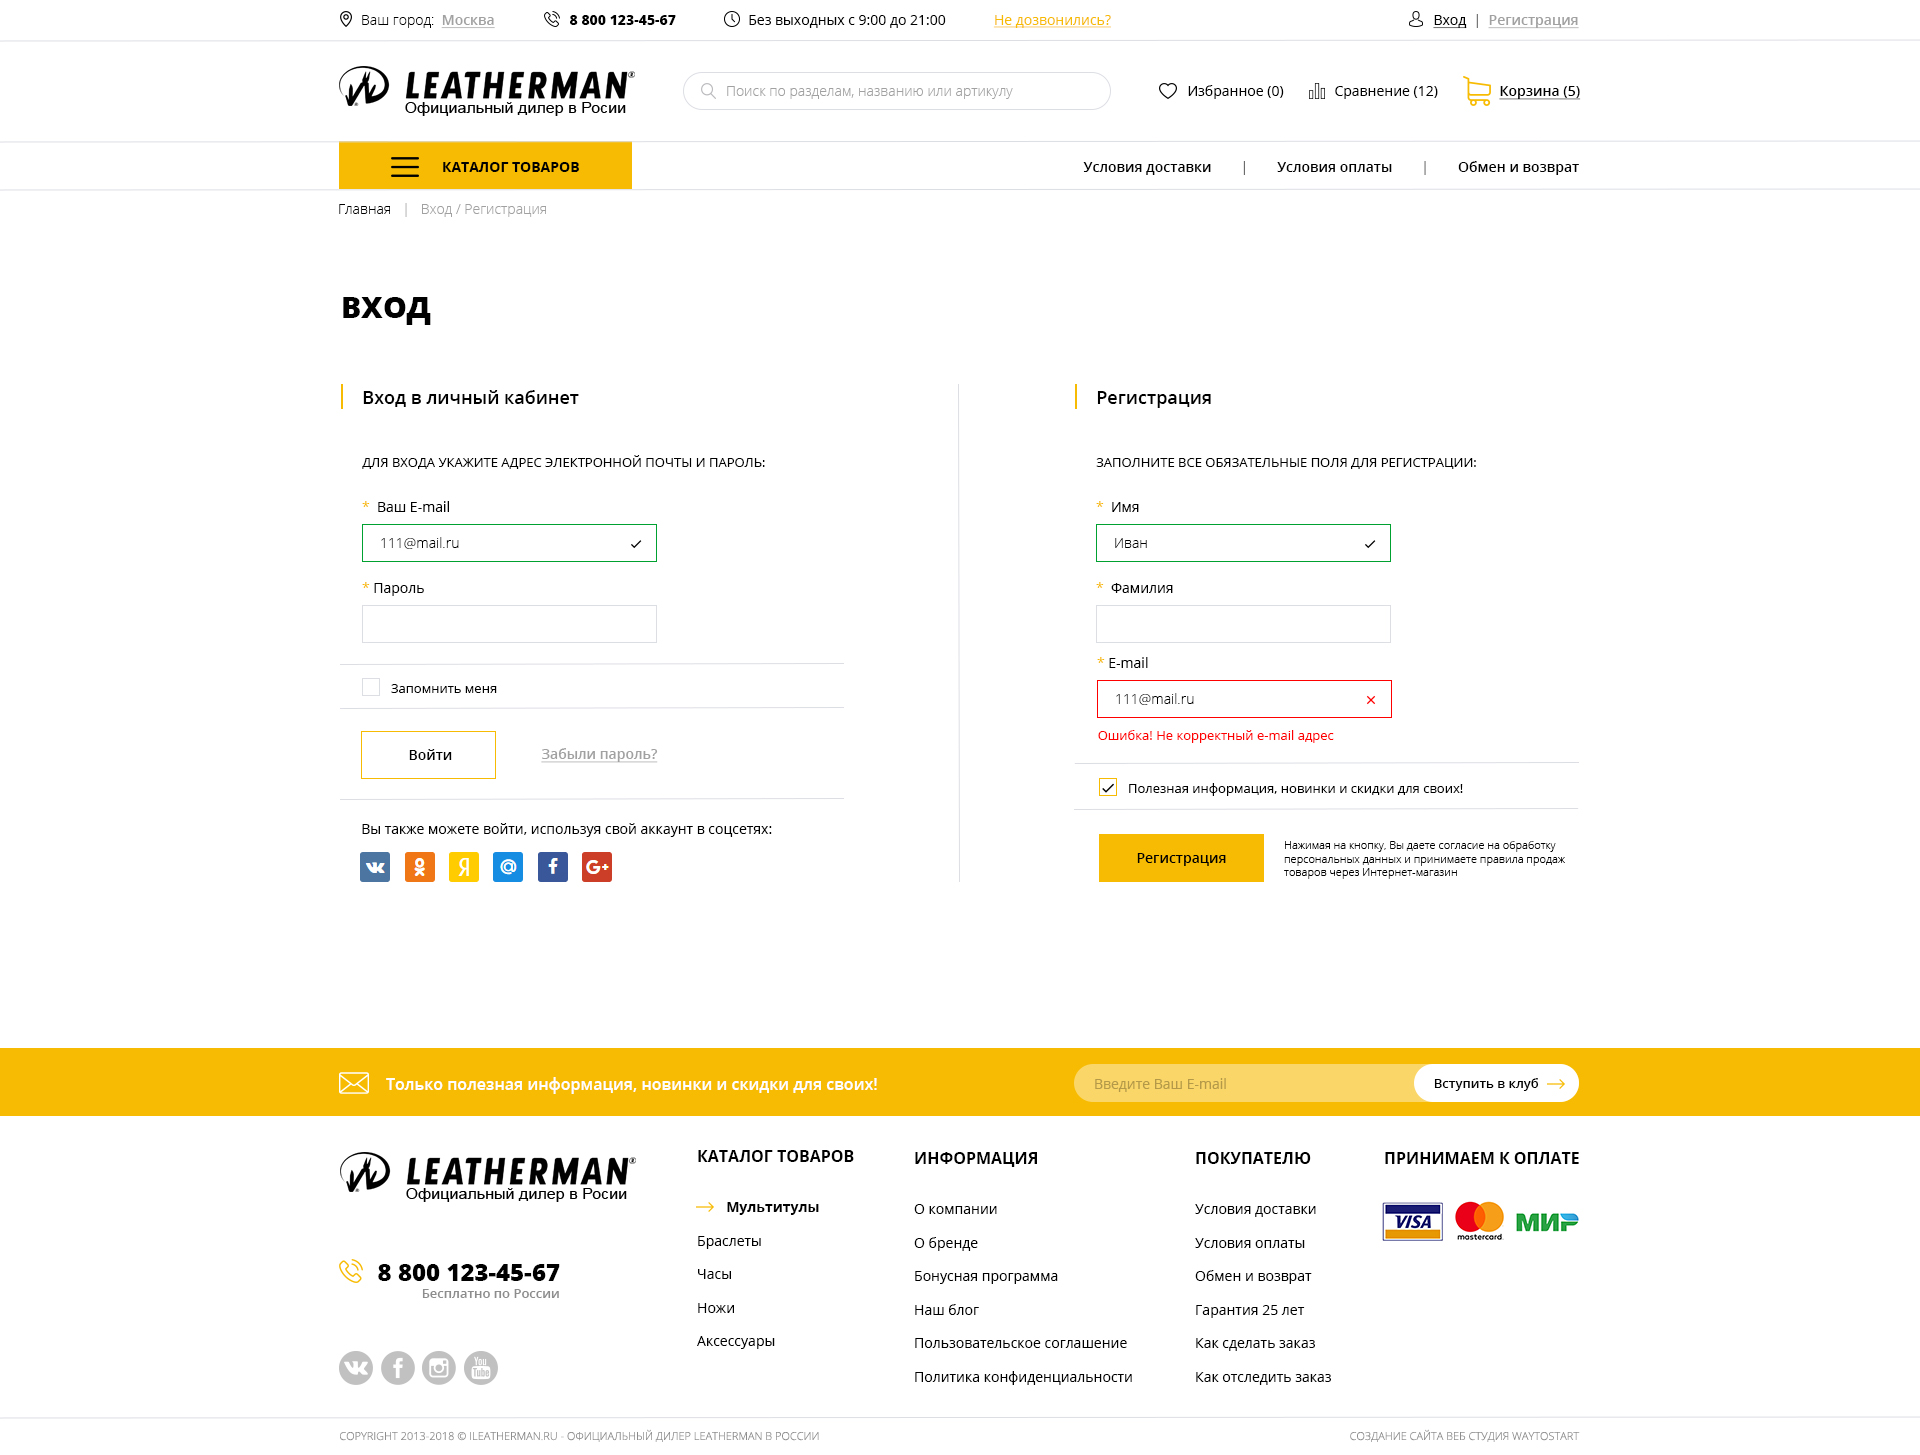 Ваш город: Москва
8 800 123-45-67
Без выходных с 9:00 до 21:00
Не дозвонились?
Вход | Регистрация
LEATHERMAN®
Официальный дилер в Росии
Поиск по разделам, названию или артикулу
Избранное (0)
Сравнение (12)
Корзина (5)
КАТАЛОГ ТОВАРОВ
Условия доставки | Условия оплаты | Обмен и возврат
Главная | Вход / Регистрация
ВХОД
Вход в личный кабинет
ДЛЯ ВХОДА УКАЖИТЕ АДРЕС ЭЛЕКТРОННОЙ ПОЧТЫ И ПАРОЛЬ:
* Ваш E-mail
111@mail.ru
* Пароль
Запомнить меня
Войти
Забыли пароль?
Вы также можете войти, используя свой аккаунт в соцсетях:
Регистрация
ЗАПОЛНИТЕ ВСЕ ОБЯЗАТЕЛЬНЫЕ ПОЛЯ ДЛЯ РЕГИСТРАЦИИ:
* Имя
Иван
* Фамилия
* E-mail
111@mail.ru
Ошибка! Не корректный e-mail адрес
Полезная информация, новинки и скидки для своих!
Регистрация
Нажимая на кнопку, Вы даете согласие на обработку
персональных данных и принимаете правила продаж
товаров через Интернет-магазин
Только полезная информация, новинки и скидки для своих!
Введите Ваш E-mail
Вступить в клуб
LEATHERMAN®
Официальный дилер в Росии
8 800 123-45-67
Бесплатно по России
You
Tube
КАТАЛОГ ТОВАРОВ
Мультитулы
Браслеты
Часы
Ножи
Аксессуары
ИНФОРМАЦИЯ
О компании
О бренде
Бонусная программа
Наш блог
Пользовательское соглашение
Политика конфиденциальности
ПОКУПАТЕЛЮ
Условия доставки
Условия оплаты
Обмен и возврат
Гарантия 25 лет
Как сделать заказ
Как отследить заказ
ПРИНИМАЕМ К ОПЛАТЕ
VISA
mastercard
МИР
COPYRIGHT 2013-2018 © ILEATHERMAN.RU - ОФИЦИАЛЬНЫЙ ДИЛЕР LEATHERMAN В РОССИИ
СОЗДАНИЕ САЙТА ВЕБ СТУДИЯ WAYTOSTART